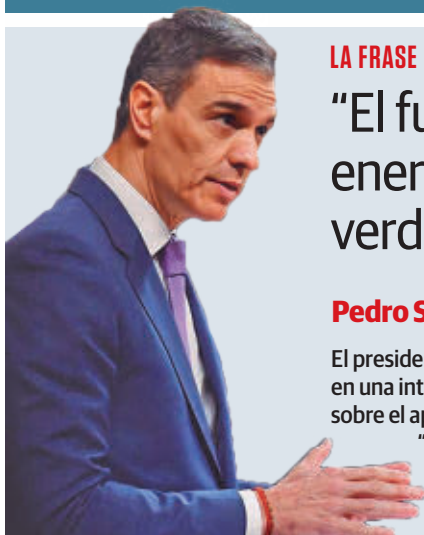 LA FRASE
“El fu
ener
verd
Pedro S
El preside
en una int
sobre el ap
“